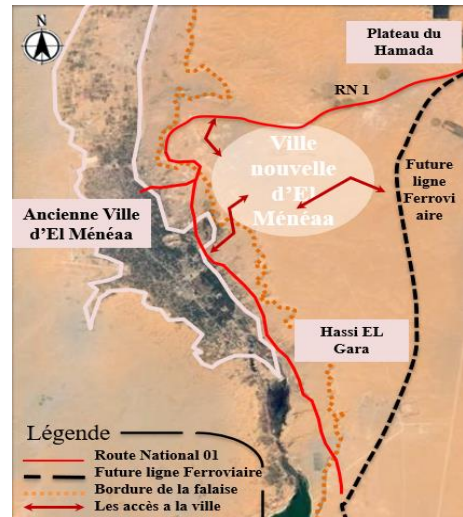 N
Plateau du
Hamada
RN 1
Ville
nouvelle
d'El
Ménéaa
Future
ligne
Ferrovi
aire
Ancienne Ville
d'El Ménéaa
Hassi EL
Gara
Légende
Route National 01
Future ligne Ferroviaire
Bordure de la falaise
Les accès a la ville